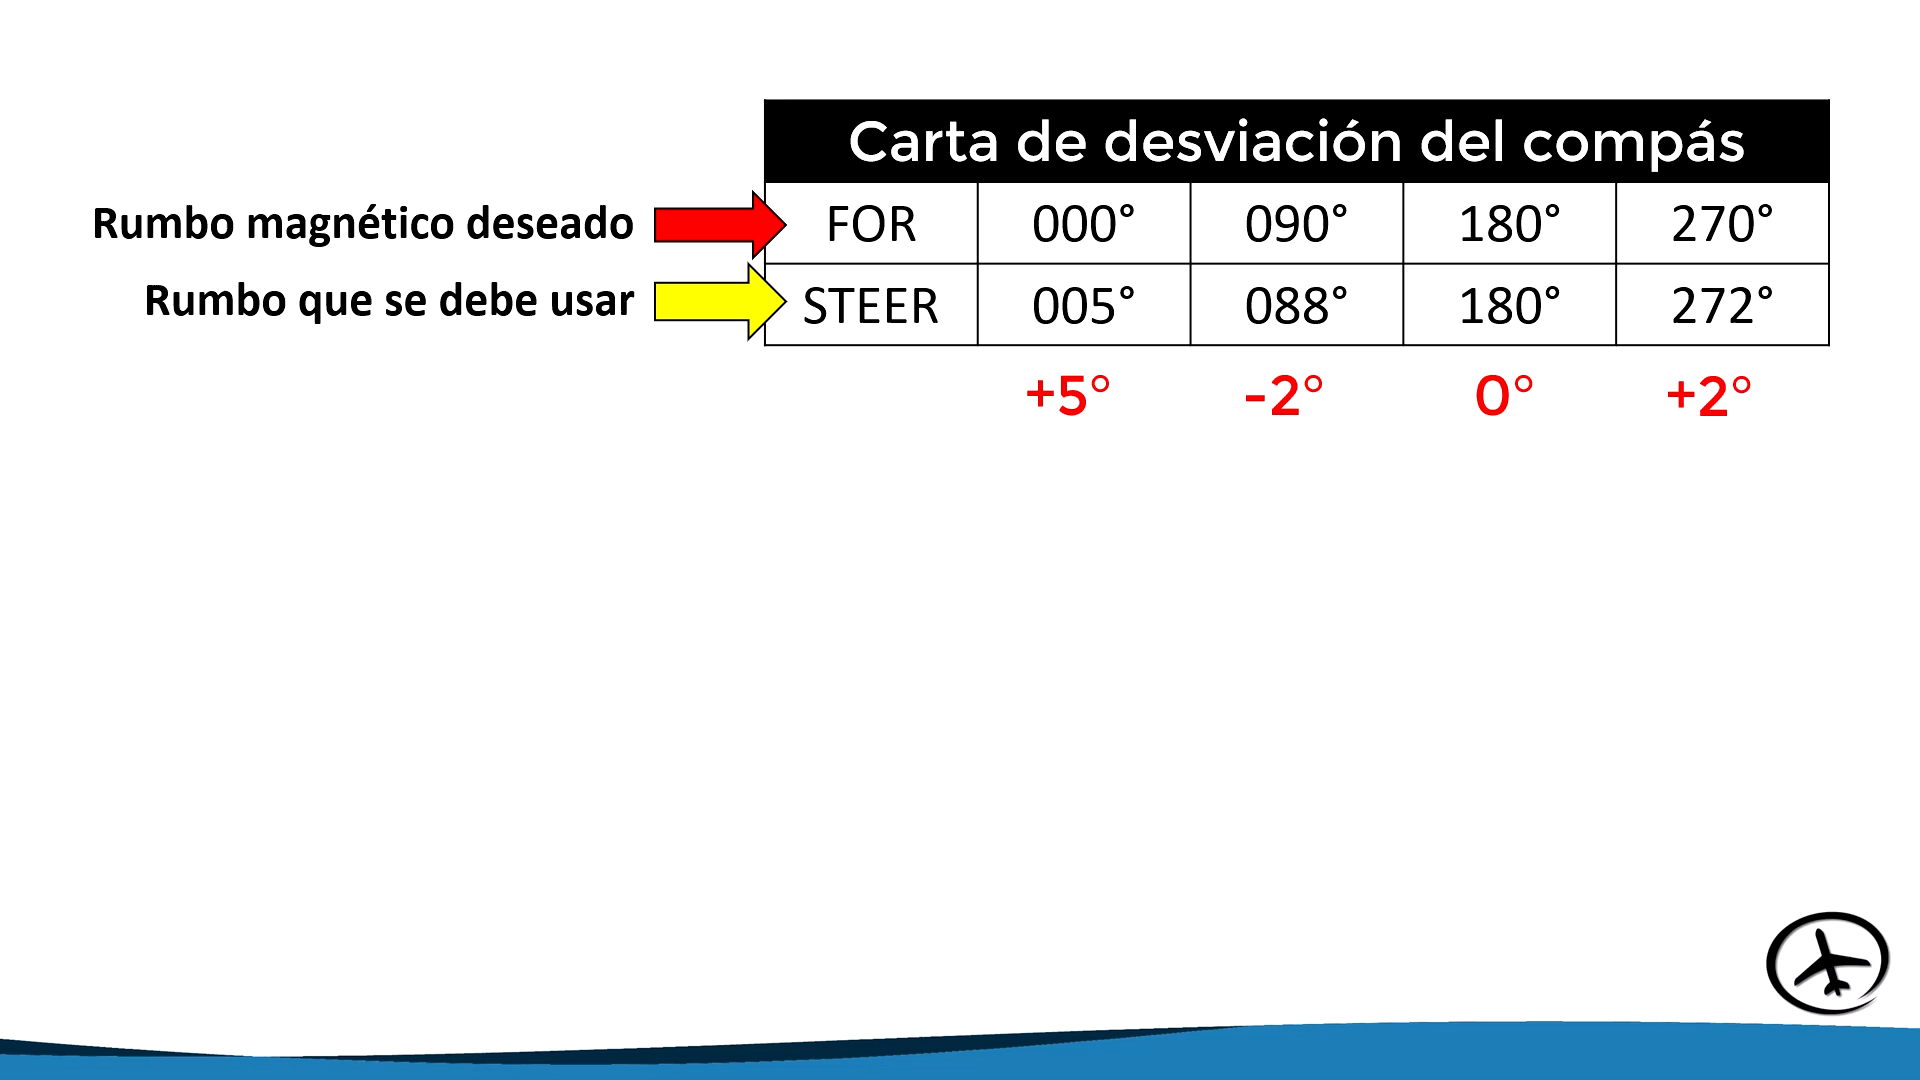 Carta de desviación del compás
Rumbo magnético deseado FOR 000° 090° 180° 270°
Rumbo que se debe usar STEER 005° 088° 180° 272°
+5° -2° 0° +2°